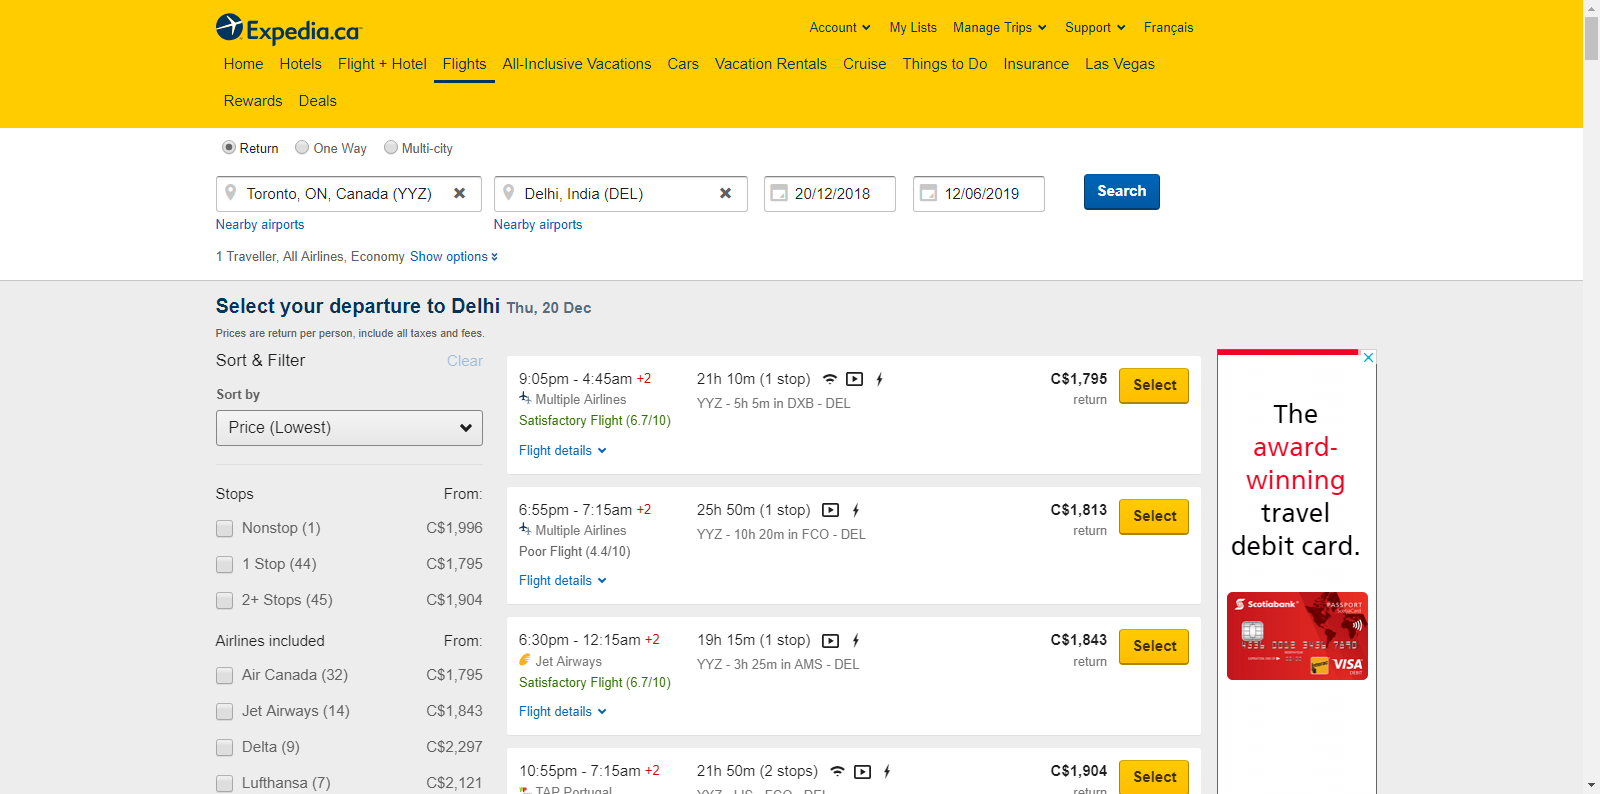 Expedia.ca
Account My Lists Manage Trips Support Français
Home Hotels Flight + Hotel Flights All-Inclusive Vacations Cars Vacation Rentals Cruise Things to Do Insurance Las Vegas
Rewards Deals
Return One Way Multi-city
Toronto, ON, Canada (YYZ) Delhi, India (DEL) 20/12/2018 12/06/2019 Search
Nearby airports Nearby airports
1 Traveller, All Airlines, Economy Show options
Select your departure to Delhi Thu, 20 Dec
Prices are return per person, include all taxes and fees.
Sort & Filter Clear
Sort by
Price (Lowest)
Stops From:
Nonstop (1) C$1,996
1 Stop (44) C$1,795
2+ Stops (45) C$1,904
Airlines included From:
Air Canada (32) C$1,795
Jet Airways (14) C$1,843
Delta (9) C$2,297
Lufthansa (7) C$2,121
9:05pm - 4:45am +2 21h 10m (1 stop) C$1,795 Select
Multiple Airlines YYZ - 5h 5m in DXB - DEL return
Satisfactory Flight (6.7/10)
Flight details
6:55pm - 7:15am +2 25h 50m (1 stop) C$1,813 Select
Multiple Airlines YYZ - 10h 20m in FCO - DEL return
Poor Flight (4.4/10)
Flight details
6:30pm - 12:15am +2 19h 15m (1 stop) C$1,843 Select
Jet Airways YYZ - 3h 25m in AMS - DEL return
Satisfactory Flight (6.7/10)
Flight details
10:55pm - 7:15am +2 21h 50m (2 stops) C$1,904 Select
TAP Portugal YYZ - LIS - FCO - DEL return
The
award-
winning
travel
debit card.
Scotiabank PASSPORT
VISA
DEBIT